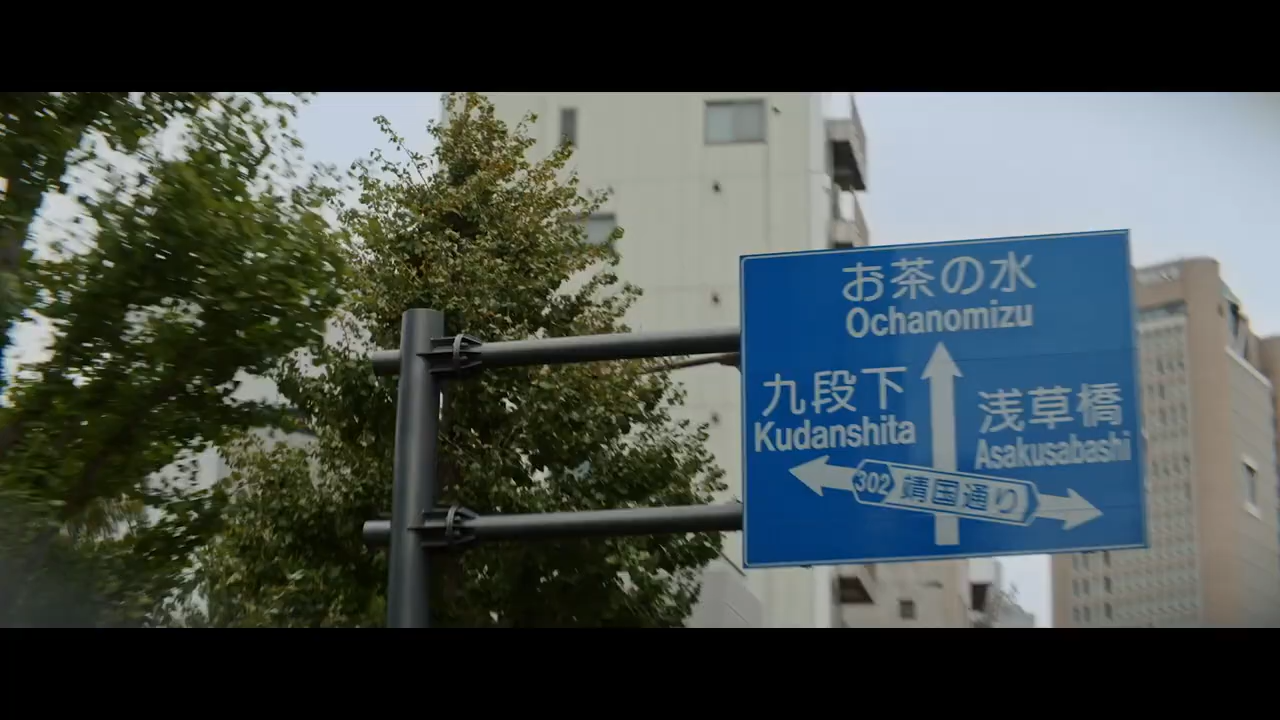 お茶の水
Ochanomizu
九段下
Kudanshita
浅草橋
Asakusabashi
302 靖国通り